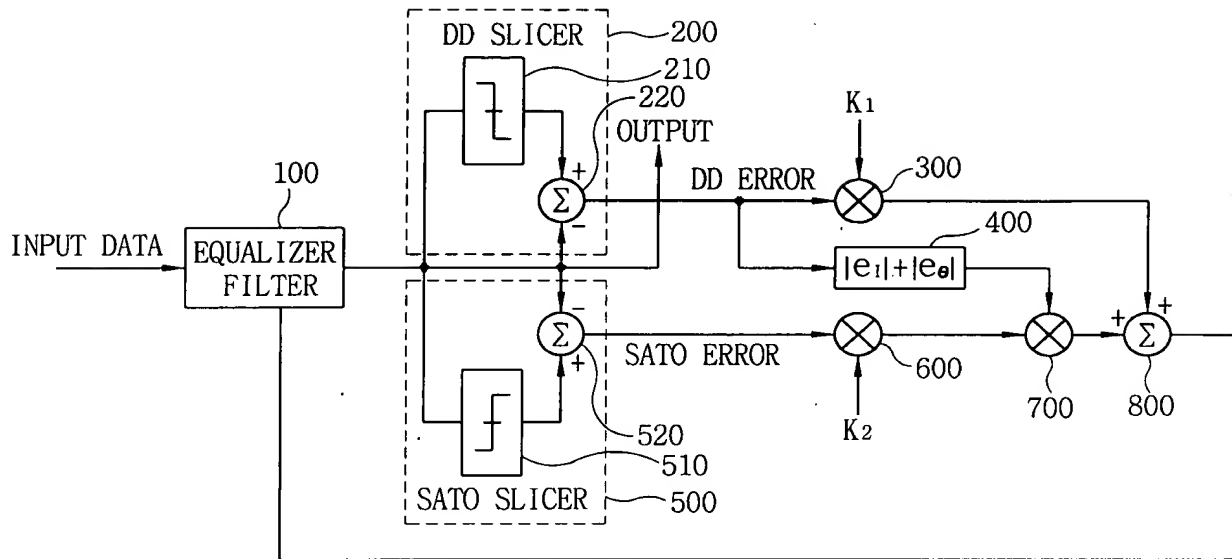 DD SLICER
200
210
220
OUTPUT
K1
100
DD ERROR
300
INPUT DATA
EQUALIZER
FILTER
400
|eI|+|eθ|
+
−
−
+
Σ
Σ
SATO ERROR
600
+
+
Σ
700
800
K2
520
510
SATO SLICER
500